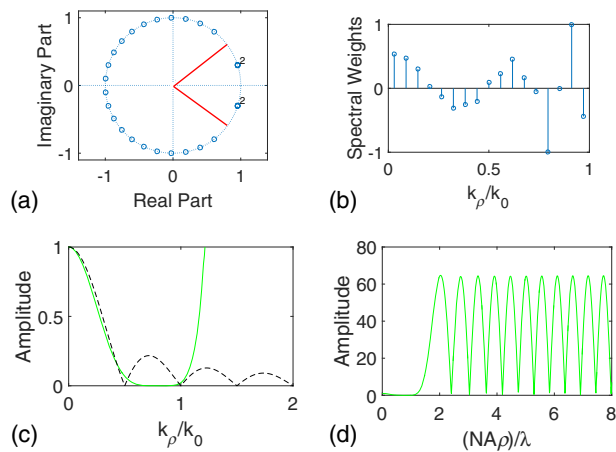 1
2
0
2
-1
-1 0 1
Imaginary Part
Real Part
(a)
1
0
-1
0 0.5 1
Spectral Weights
kρ/k0
(b)
1
0.5
0
0 1 2
Amplitude
kρ/k0
(c)
80
60
40
20
0
0 2 4 6 8
Amplitude
(NAρ)/λ
(d)